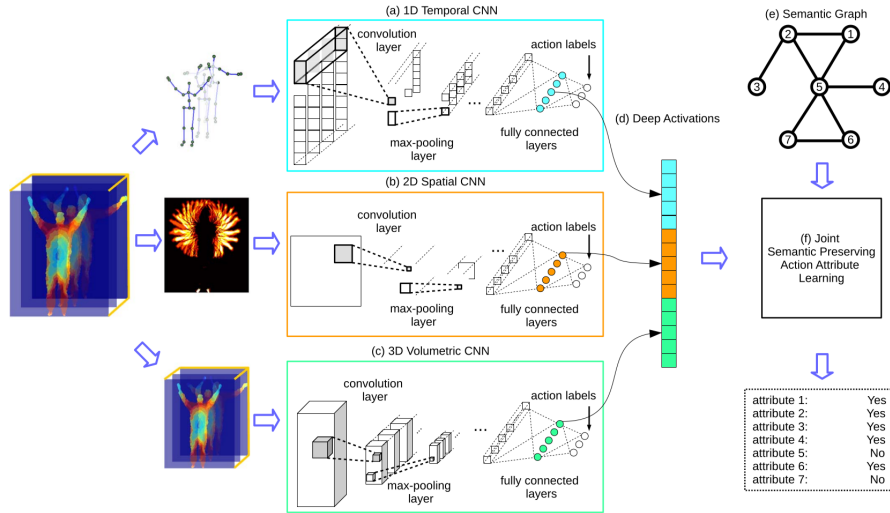 (a) 1D Temporal CNN
convolution
layer
action labels
max-pooling
layer
fully connected
layers
(b) 2D Spatial CNN
convolution
layer
action labels
max-pooling
layer
fully connected
layers
(c) 3D Volumetric CNN
convolution
layer
action labels
max-pooling
layer
fully connected
layers
(d) Deep Activations
(e) Semantic Graph
2
1
3
5
4
7
6
(f) Joint
Semantic Preserving
Action Attribute
Learning
attribute 1: Yes
attribute 2: Yes
attribute 3: Yes
attribute 4: Yes
attribute 5: No
attribute 6: Yes
attribute 7: No